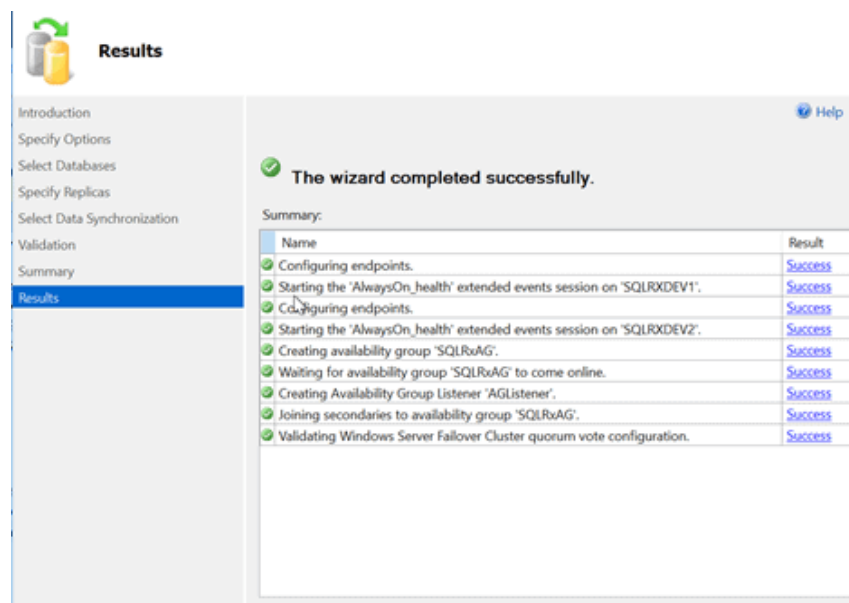 Results
Introduction
Specify Options
Select Databases
Specify Replicas
Select Data Synchronization
Validation
Summary
Results
Help
The wizard completed successfully.
Summary:
Name Result
Configuring endpoints. Success
Starting the 'AlwaysOn_health' extended events session on 'SQLRXDEV1'. Success
Configuring endpoints. Success
Starting the 'AlwaysOn_health' extended events session on 'SQLRXDEV2'. Success
Creating availability group 'SQLRxAG'. Success
Waiting for availability group 'SQLRxAG' to come online. Success
Creating Availability Group Listener 'AGListener'. Success
Joining secondaries to availability group 'SQLRxAG'. Success
Validating Windows Server Failover Cluster quorum vote configuration. Success